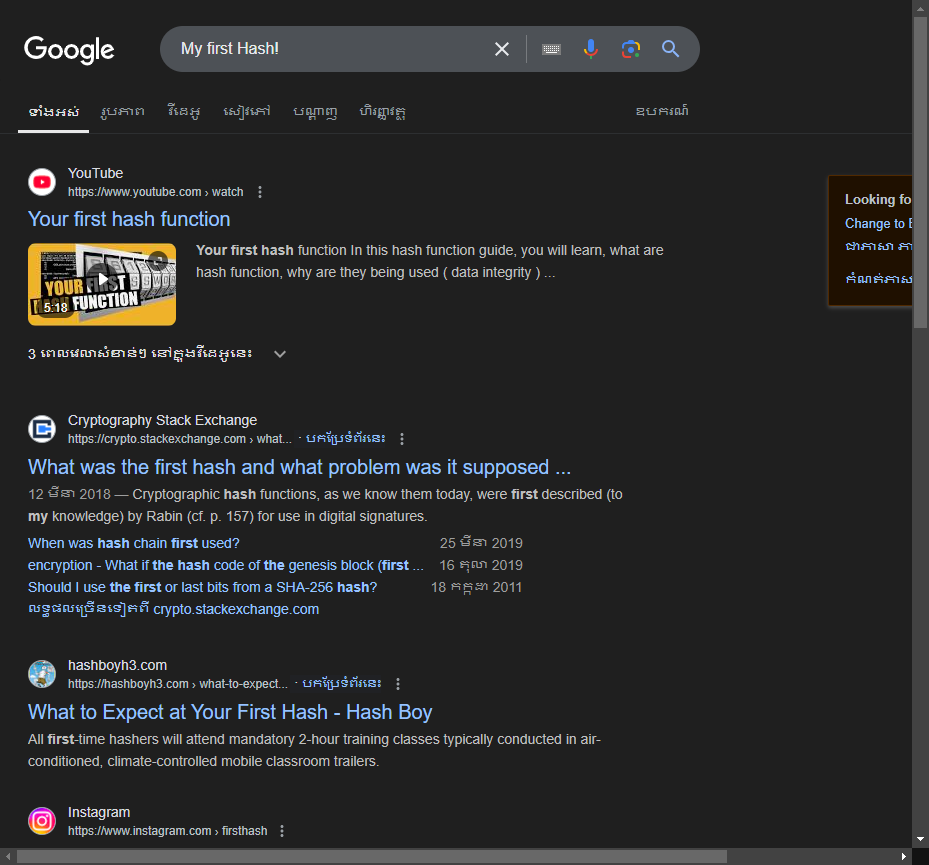 Google
My first Hash!
ទាំងអស់ រូបភាព វីដេអូ សៀវភៅ បណ្ដាញ ហិរញ្ញវត្ថុ ឧបករណ៍
YouTube
https://www.youtube.com › watch
Your first hash function
YOUR FIRST
HASH FUNCTION
5:18
Your first hash function In this hash function guide, you will learn, what are
hash function, why are they being used ( data integrity ) ...
3 ពេលវេលាសំខាន់ៗ នៅក្នុងវីដេអូនេះ
Looking fo
Change to E
ជាភាសា ភា
កំណត់ភាស
Cryptography Stack Exchange
https://crypto.stackexchange.com › what... · បកប្រែទំព័រនេះ
What was the first hash and what problem was it supposed ...
12 មីនា 2018 — Cryptographic hash functions, as we know them today, were first described (to
my knowledge) by Rabin (cf. p. 157) for use in digital signatures.
When was hash chain first used? 25 មីនា 2019
encryption - What if the hash code of the genesis block (first ... 16 តុលា 2019
Should I use the first or last bits from a SHA-256 hash? 18 កក្កដា 2011
លទ្ធផលច្រើនទៀតពី crypto.stackexchange.com
hashboyh3.com
https://hashboyh3.com › what-to-expect... · បកប្រែទំព័រនេះ
What to Expect at Your First Hash - Hash Boy
All first-time hashers will attend mandatory 2-hour training classes typically conducted in air-
conditioned, climate-controlled mobile classroom trailers.
Instagram
https://www.instagram.com › firsthash